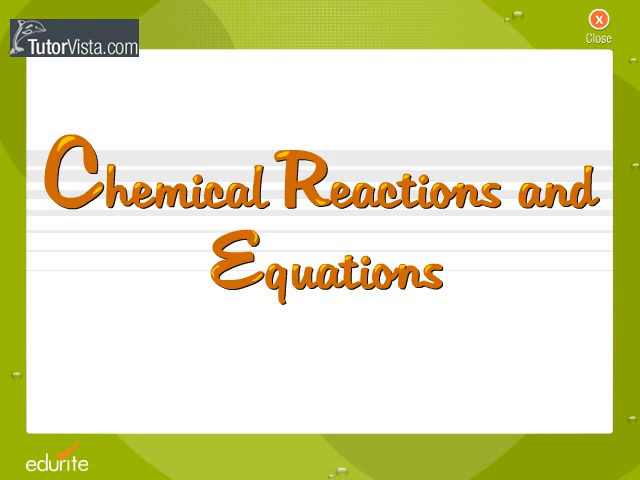 TutorVista.com
X
Close
Chemical Reactions and
Equations
edurite